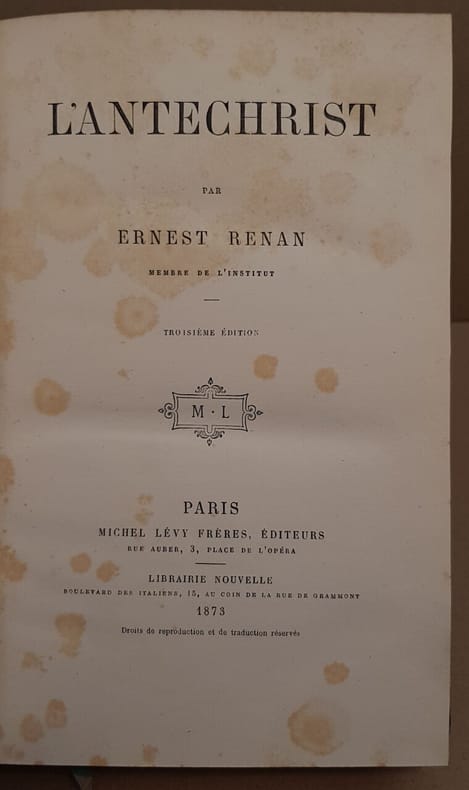 L'ANTECHRIST
PAR
ERNEST RENAN
MEMBRE DE L'INSTITUT
TROISIÈME ÉDITION
M · L
PARIS
MICHEL LÉVY FRÈRES, ÉDITEURS
RUE AUBER, 3, PLACE DE L'OPÉRA
LIBRAIRIE NOUVELLE
BOULEVARD DES ITALIENS, 15, AU COIN DE LA RUE DE GRAMMONT
1873
Droits de reproduction et de traduction réservés